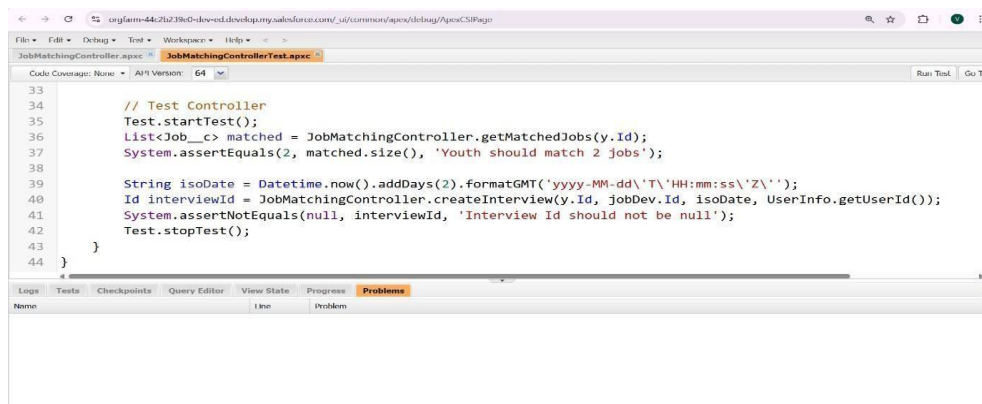 orgfarm-44c2b239e0-dev-ed.develop.my.salesforce.com/_ui/common/apex/debug/ApexCSIPage
File Edit Debug Test Workspace Help < >
JobMatchingController.apxc JobMatchingControllerTest.apxc
Code Coverage: None API Version: 64 Run Test Go T
33
34 // Test Controller
35 Test.startTest();
36 List<Job__c> matched = JobMatchingController.getMatchedJobs(y.Id);
37 System.assertEquals(2, matched.size(), 'Youth should match 2 jobs');
38
39 String isoDate = Datetime.now().addDays(2).formatGMT('yyyy-MM-dd\'T\'HH:mm:ss\'Z\'');
40 Id interviewId = JobMatchingController.createInterview(y.Id, jobDev.Id, isoDate, UserInfo.getUserId());
41 System.assertNotEquals(null, interviewId, 'Interview Id should not be null');
42 Test.stopTest();
43 }
44 }
Logs Tests Checkpoints Query Editor View State Progress Problems
Name Line Problem